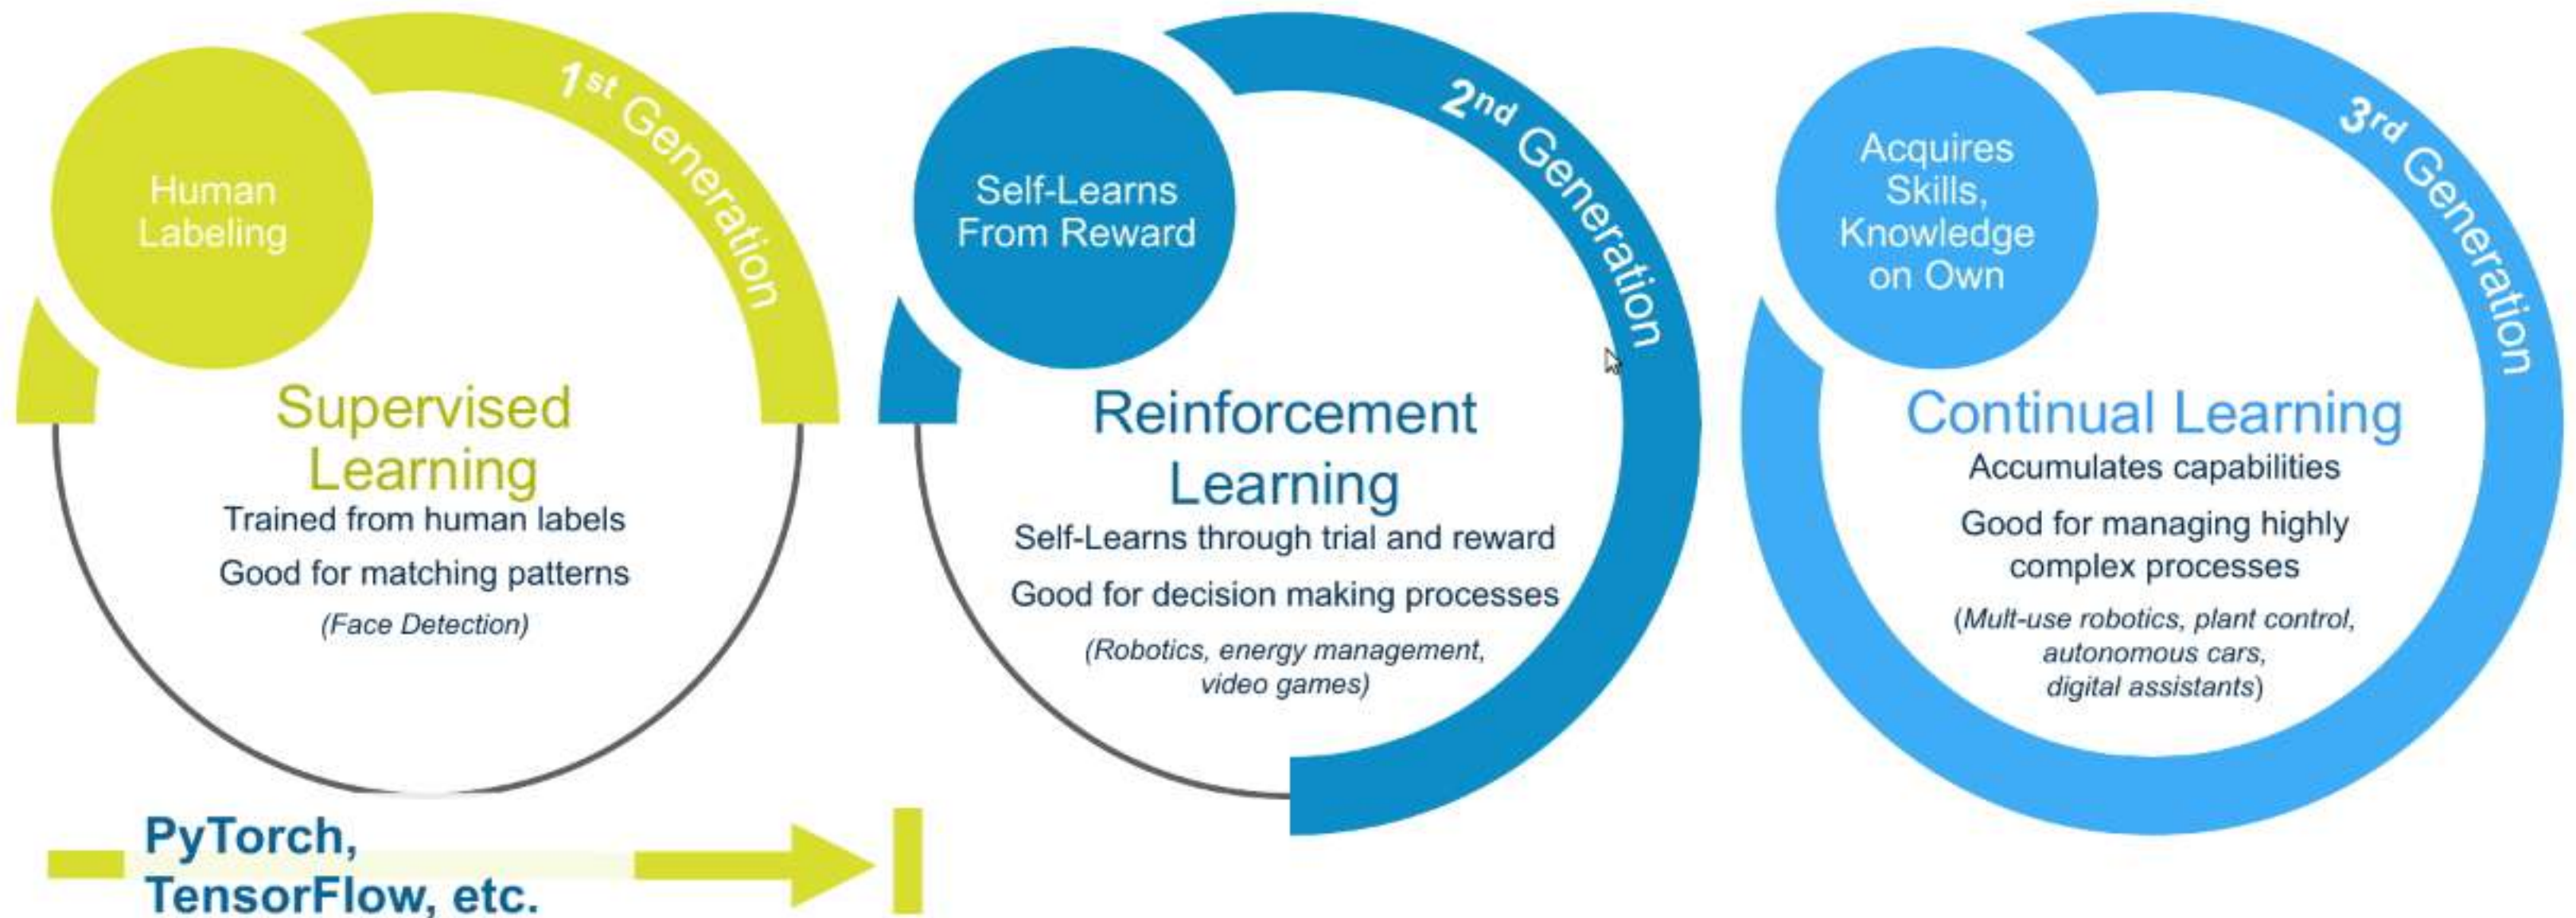 1st Generation
Human
Labeling
Supervised
Learning
Trained from human labels
Good for matching patterns
(Face Detection)
PyTorch,
TensorFlow, etc.
2nd Generation
Self-Learns
From Reward
Reinforcement
Learning
Self-Learns through trial and reward
Good for decision making processes
(Robotics, energy management,
video games)
3rd Generation
Acquires
Skills,
Knowledge
on Own
Continual Learning
Accumulates capabilities
Good for managing highly
complex processes
(Mult-use robotics, plant control,
autonomous cars,
digital assistants)